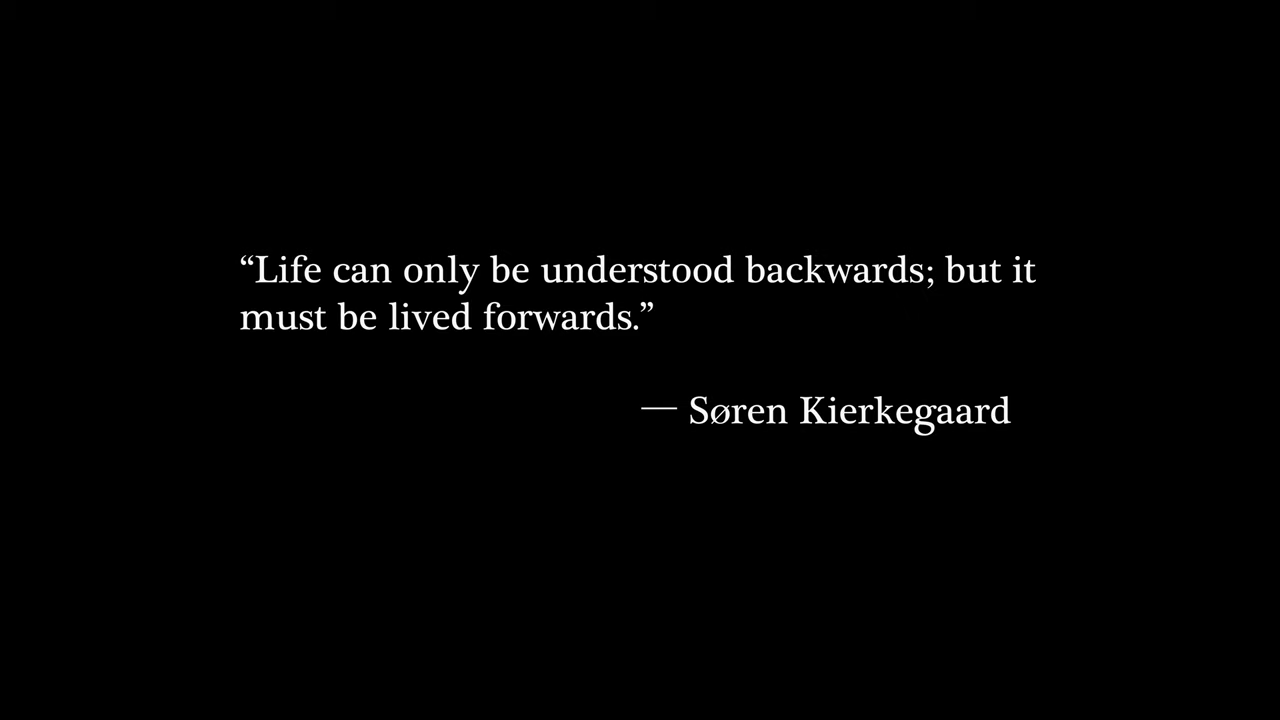 “Life can only be understood backwards; but it
must be lived forwards.”
— Søren Kierkegaard